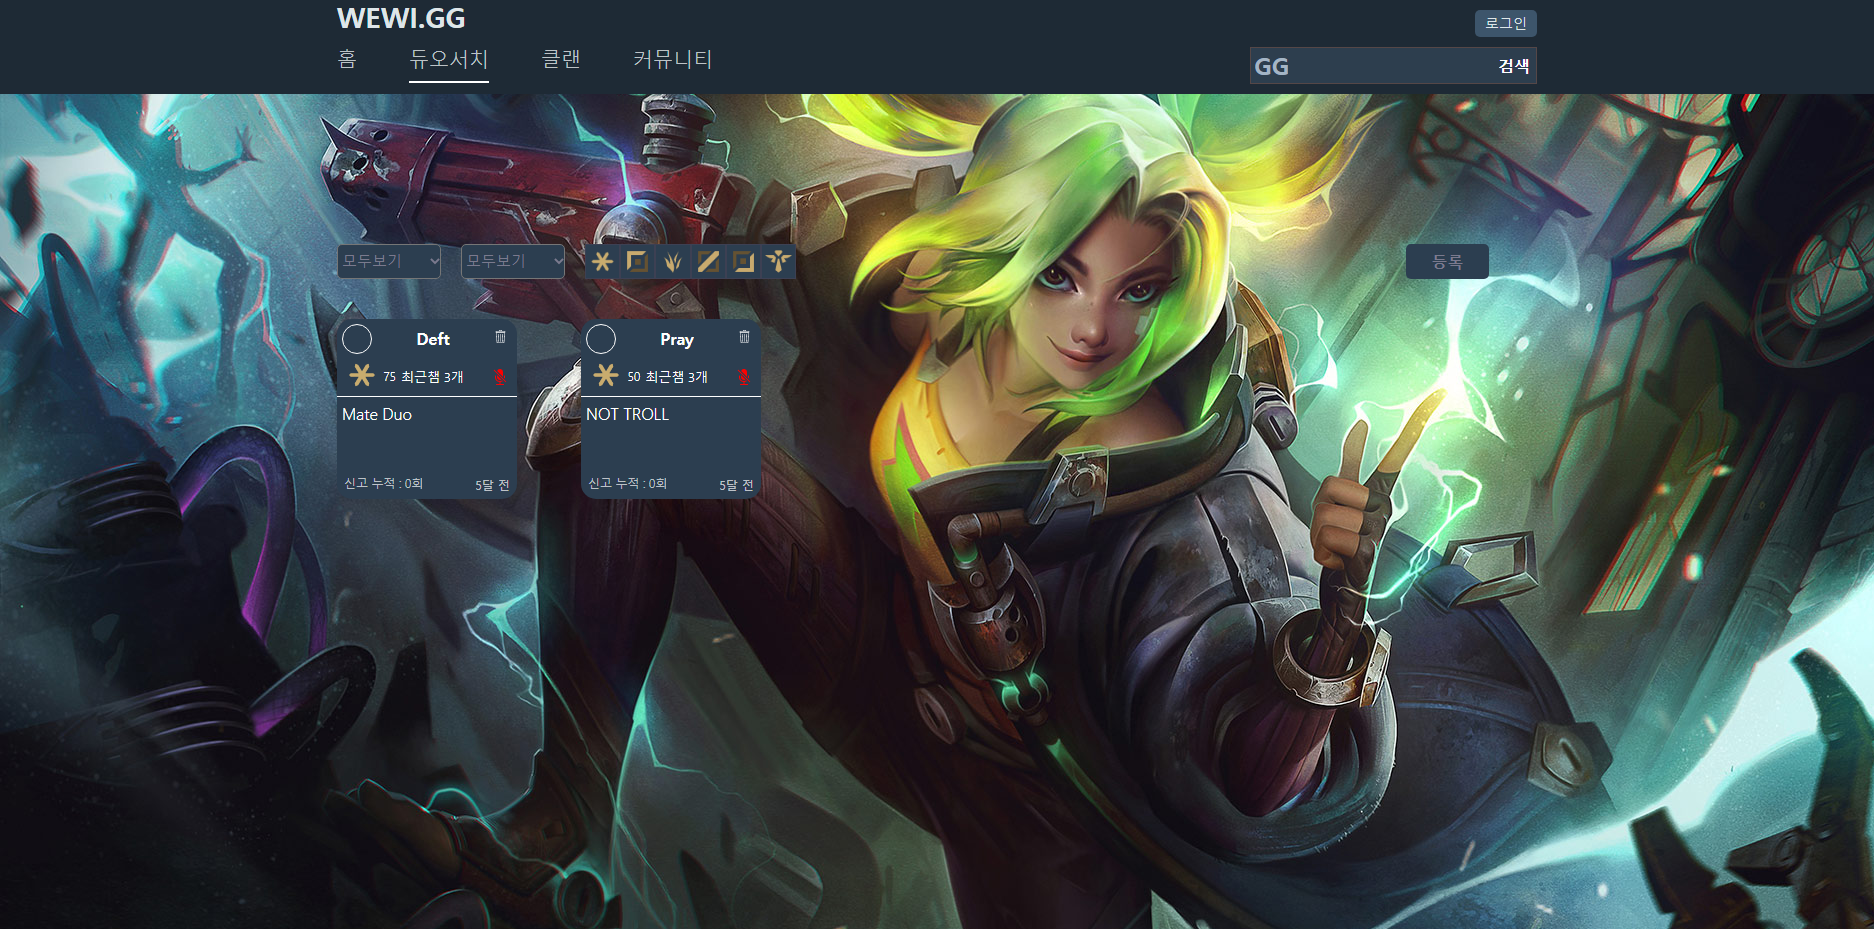 WEWI.GG
로그인
홈 듀오서치 클랜 커뮤니티
GG 검색
모두보기 모두보기 등록
Deft
75 최근챔 3개
Mate Duo
신고 누적 : 0회 5달 전
Pray
50 최근챔 3개
NOT TROLL
신고 누적 : 0회 5달 전